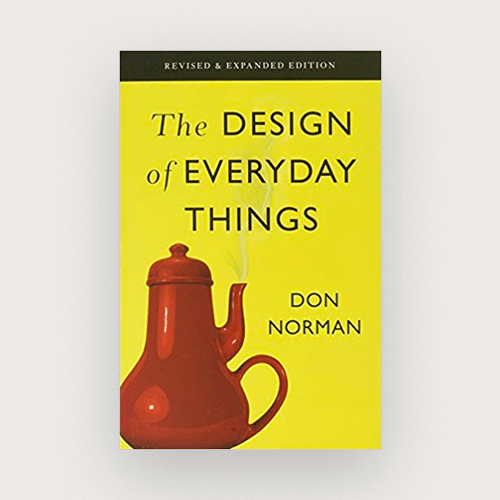 REVISED & EXPANDED EDITION
The DESIGN
of EVERYDAY
THINGS
DON
NORMAN